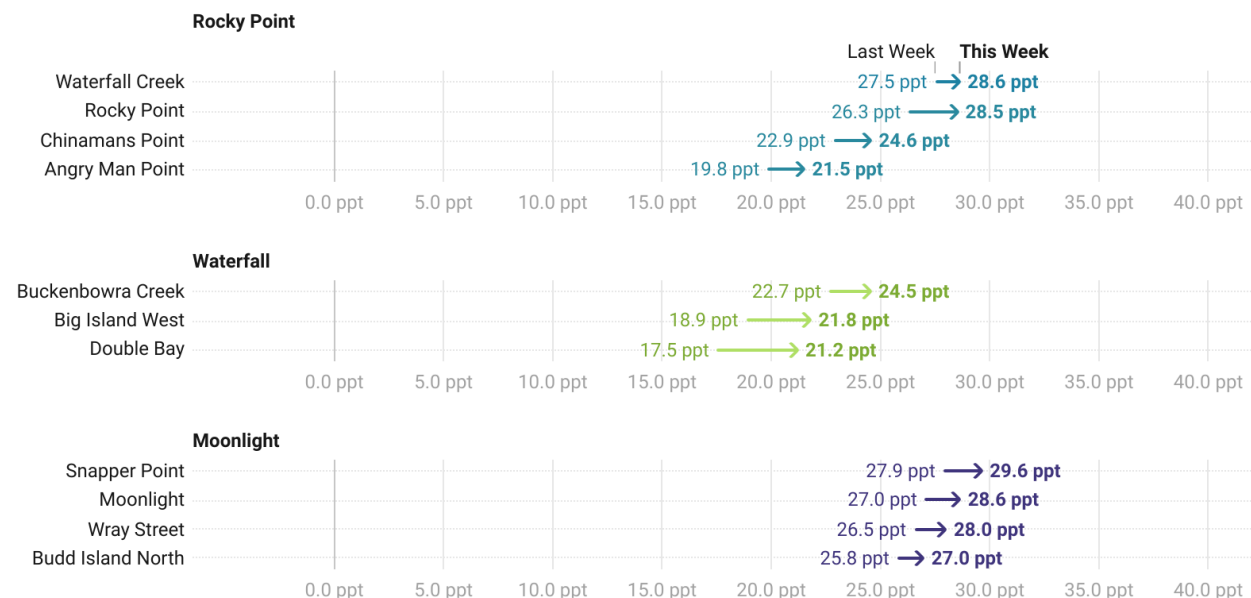 Rocky Point
Last Week This Week
Waterfall Creek 27.5 ppt 28.6 ppt
Rocky Point 26.3 ppt 28.5 ppt
Chinamans Point 22.9 ppt 24.6 ppt
Angry Man Point 19.8 ppt 21.5 ppt
0.0 ppt 5.0 ppt 10.0 ppt 15.0 ppt 20.0 ppt 25.0 ppt 30.0 ppt 35.0 ppt 40.0 ppt
Waterfall
Buckenbowra Creek 22.7 ppt 24.5 ppt
Big Island West 18.9 ppt 21.8 ppt
Double Bay 17.5 ppt 21.2 ppt
0.0 ppt 5.0 ppt 10.0 ppt 15.0 ppt 20.0 ppt 25.0 ppt 30.0 ppt 35.0 ppt 40.0 ppt
Moonlight
Snapper Point 27.9 ppt 29.6 ppt
Moonlight 27.0 ppt 28.6 ppt
Wray Street 26.5 ppt 28.0 ppt
Budd Island North 25.8 ppt 27.0 ppt
0.0 ppt 5.0 ppt 10.0 ppt 15.0 ppt 20.0 ppt 25.0 ppt 30.0 ppt 35.0 ppt 40.0 ppt